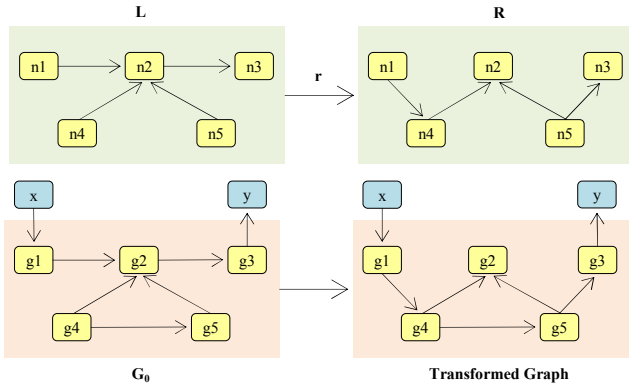 L
R
n1
n2
n3
n1
n2
n3
r
n4
n5
n4
n5
x
y
x
y
g1
g2
g3
g1
g2
g3
g4
g5
g4
g5
G₀
Transformed Graph